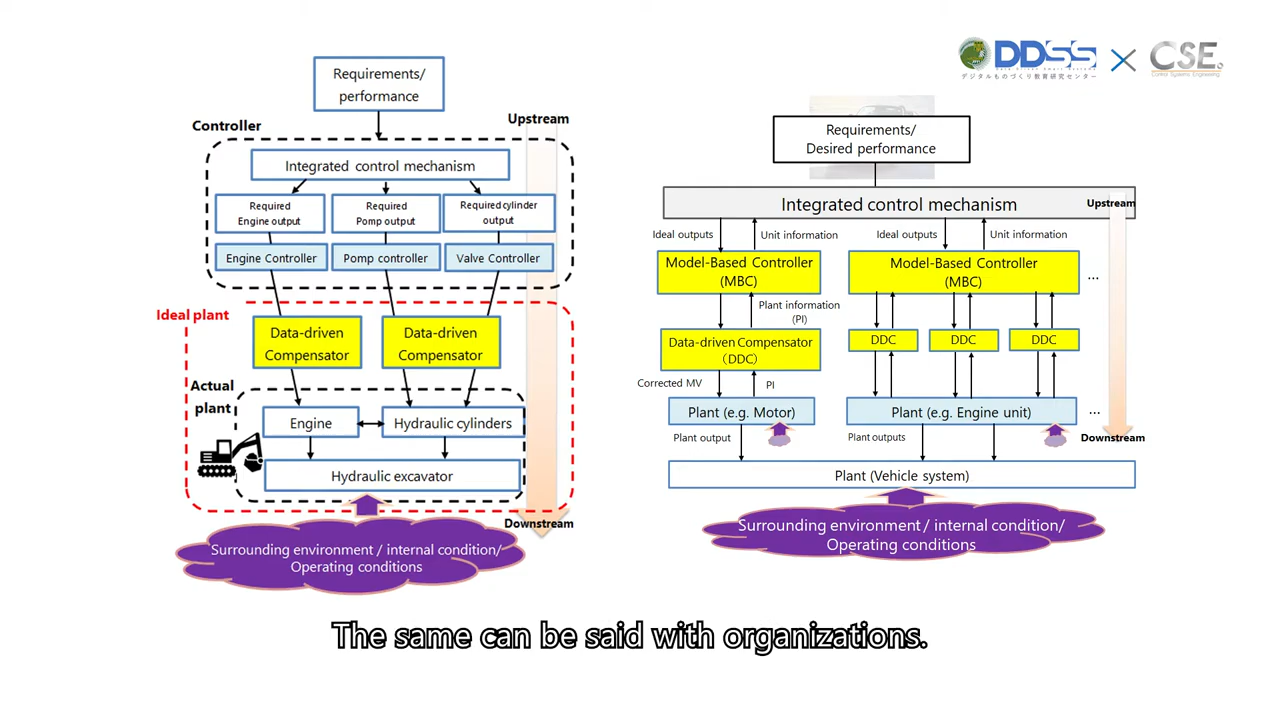 DDSS
デジタルものづくり教育研究センター
CSE
Control Systems Engineering
Requirements/
performance
Controller
Upstream
Integrated control mechanism
Required
Engine output
Required
Pomp output
Required cylinder
output
Engine Controller
Pomp controller
Valve Controller
Ideal plant
Data-driven
Compensator
Data-driven
Compensator
Actual
plant
Engine
Hydraulic cylinders
Hydraulic excavator
Downstream
Surrounding environment / internal condition/
Operating conditions
Requirements/
Desired performance
Integrated control mechanism
Upstream
Ideal outputs
Unit information
Ideal outputs
Unit information
Model-Based Controller
(MBC)
Model-Based Controller
(MBC)
...
Plant information
(PI)
Data-driven Compensator
(DDC)
DDC
DDC
DDC
Corrected MV
PI
Plant (e.g. Motor)
Plant (e.g. Engine unit)
...
Plant output
Plant outputs
Downstream
Plant (Vehicle system)
Surrounding environment / internal condition/
Operating conditions
The same can be said with organizations.